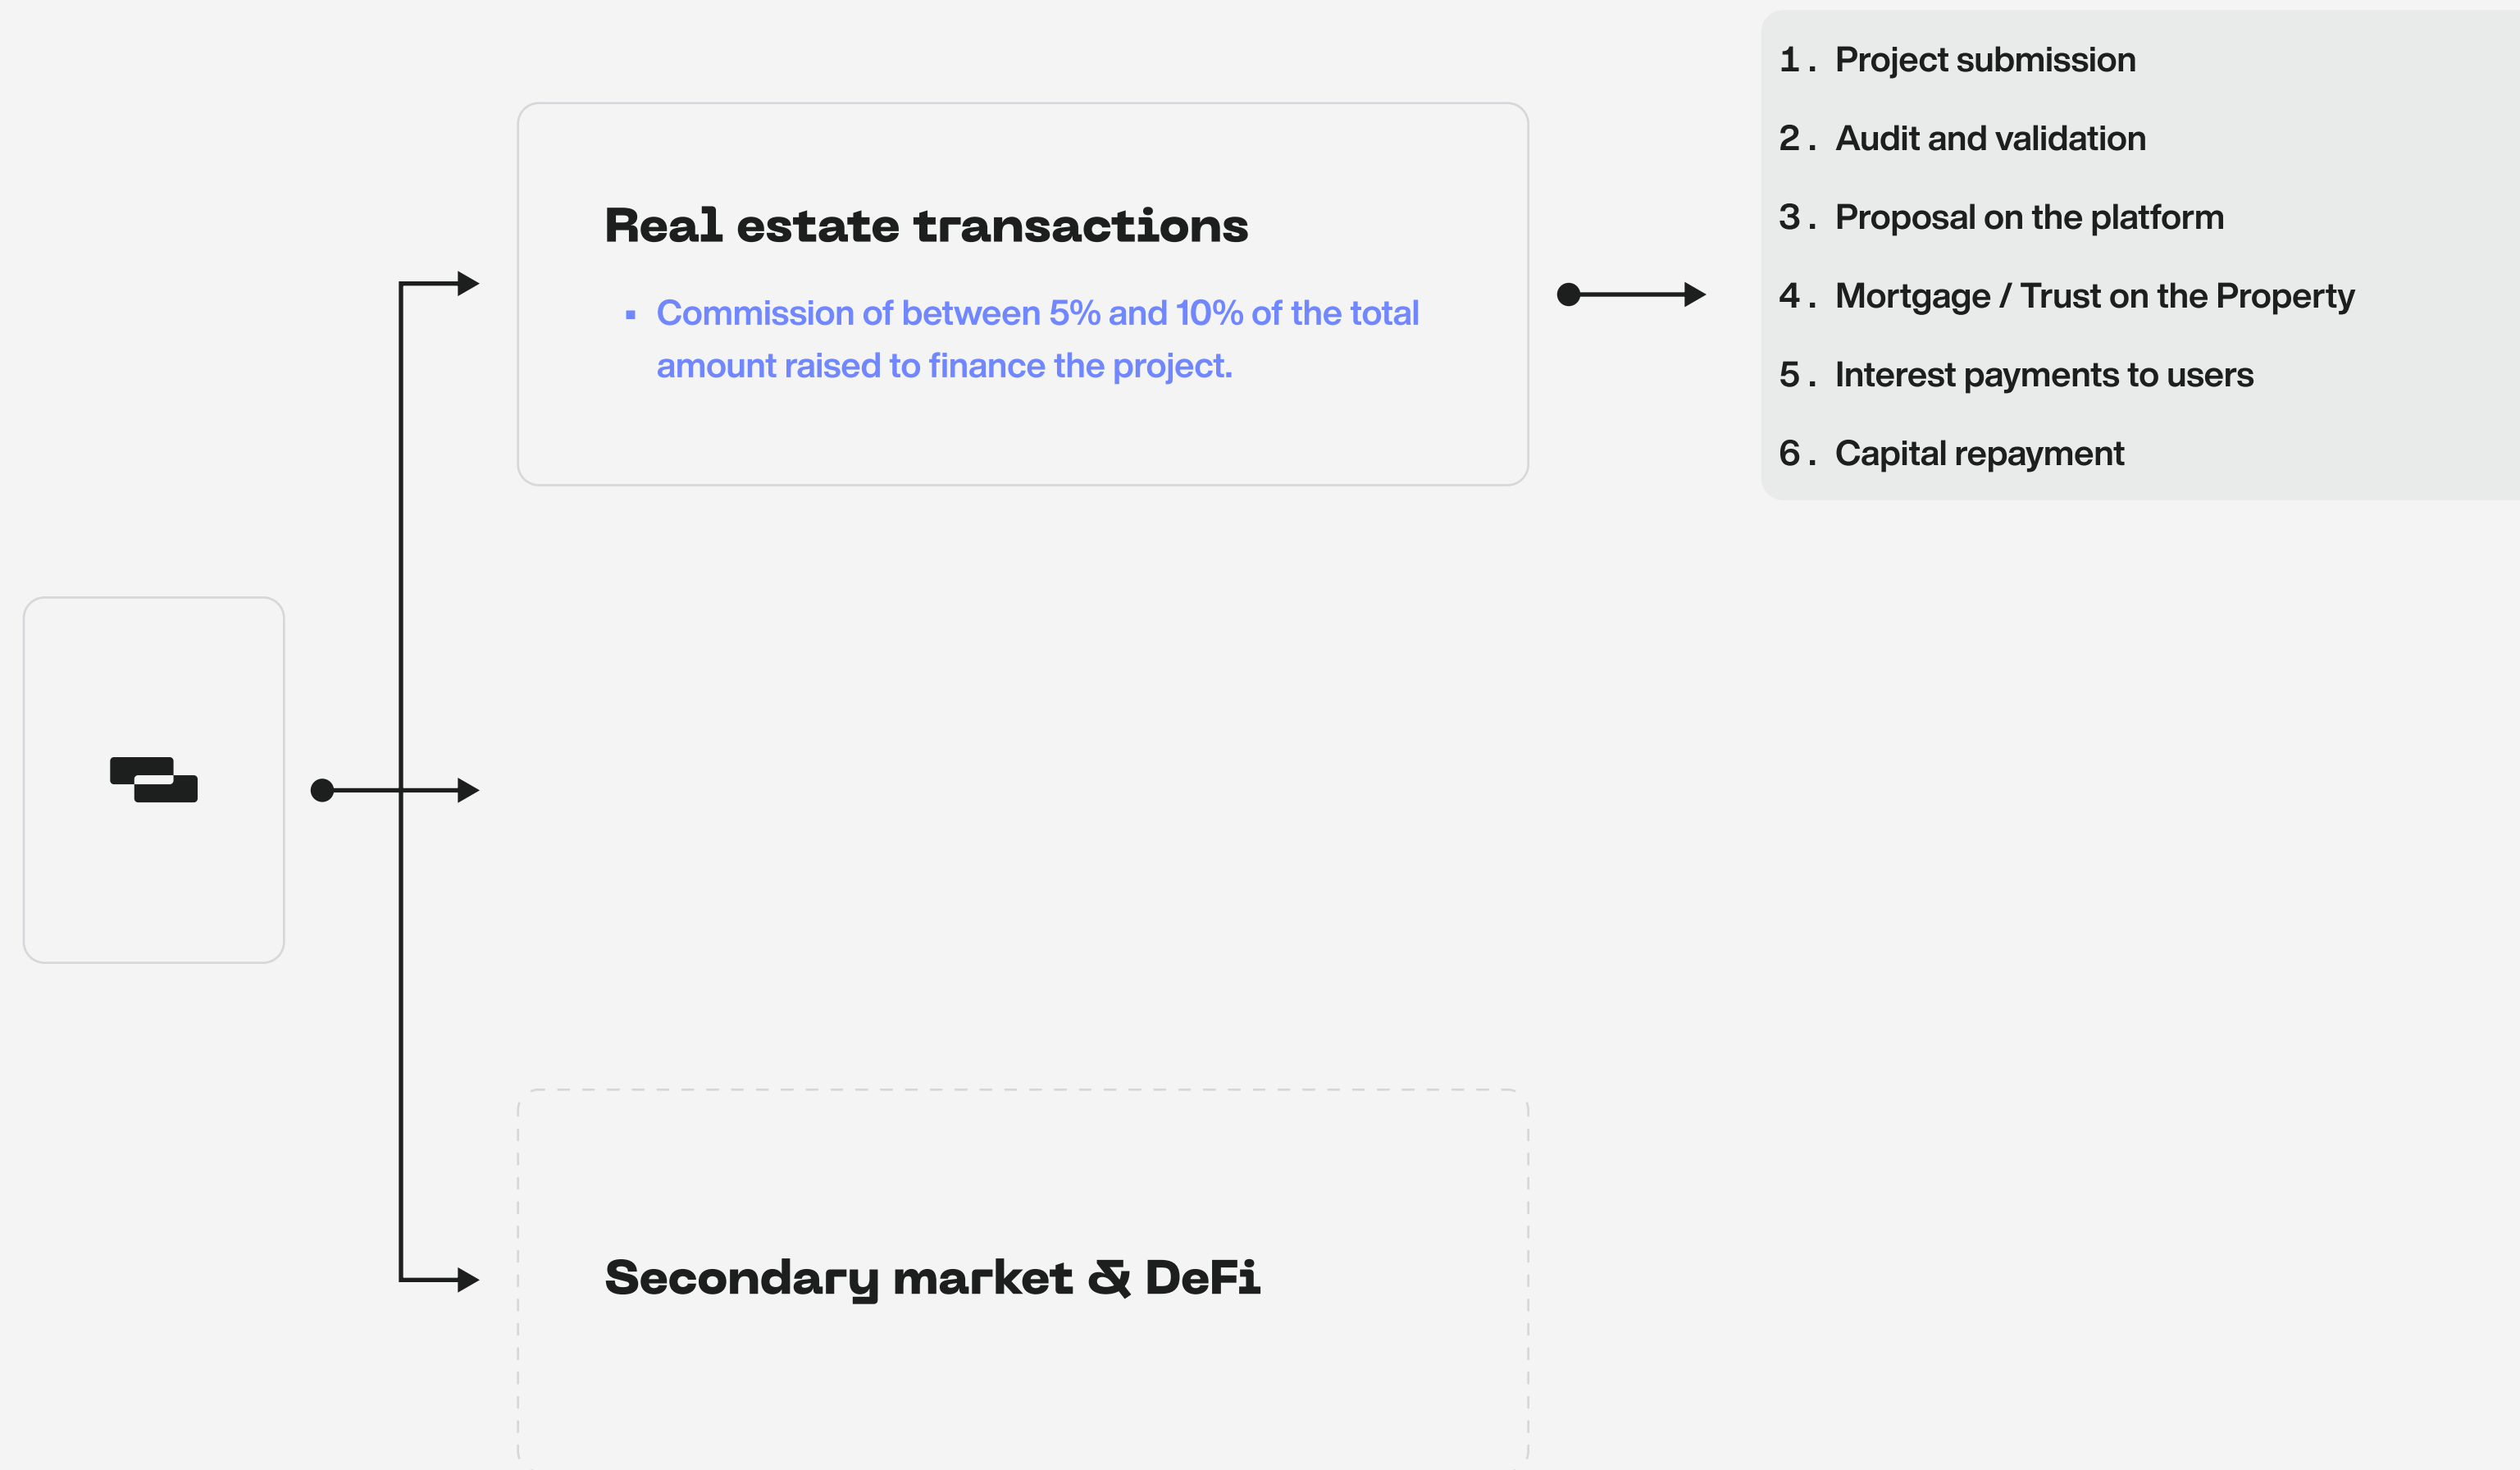 Real estate transactions
▪ Commission of between 5% and 10% of the total
amount raised to finance the project.
1. Project submission
2. Audit and validation
3. Proposal on the platform
4. Mortgage / Trust on the Property
5. Interest payments to users
6. Capital repayment
Secondary market & DeFi